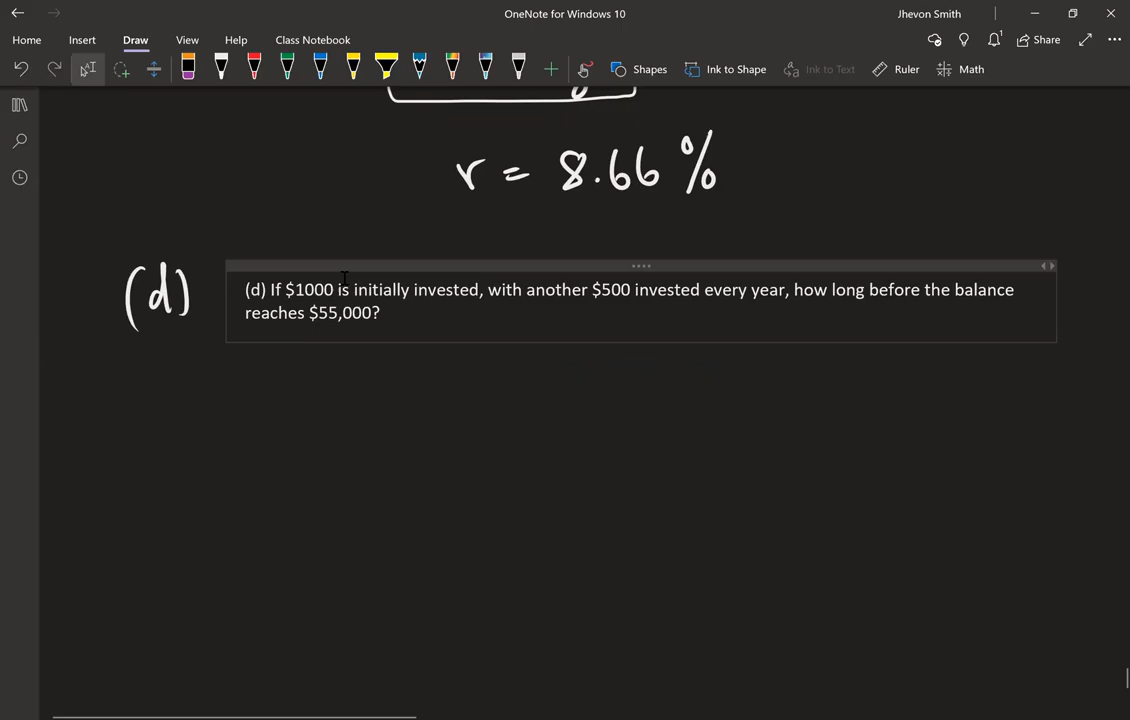 OneNote for Windows 10
Jhevon Smith
Home Insert Draw View Help Class Notebook
1 Share
Shapes Ink to Shape Ink to Text Ruler Math
r = 8.66 %
(d)
(d) If $1000 is initially invested, with another $500 invested every year, how long before the balance
reaches $55,000?